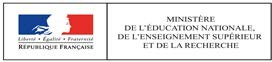 Liberté • Égalité • Fraternité
RÉPUBLIQUE FRANÇAISE
MINISTÈRE
DE L'ÉDUCATION NATIONALE,
DE L'ENSEIGNEMENT SUPÉRIEUR
ET DE LA RECHERCHE